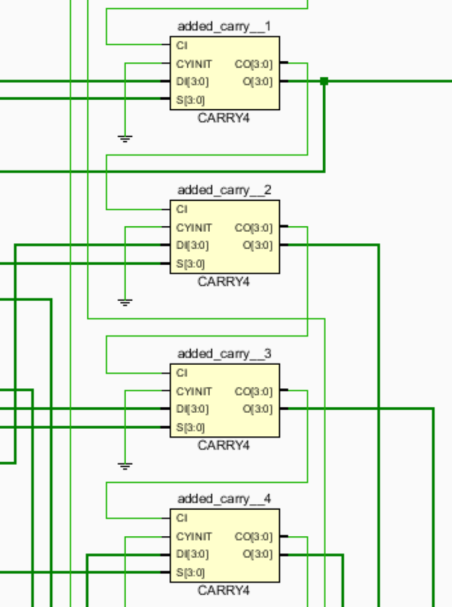 added_carry__1
CI
CYINIT CO[3:0]
DI[3:0] O[3:0]
S[3:0]
CARRY4
added_carry__2
CI
CYINIT CO[3:0]
DI[3:0] O[3:0]
S[3:0]
CARRY4
added_carry__3
CI
CYINIT CO[3:0]
DI[3:0] O[3:0]
S[3:0]
CARRY4
added_carry__4
CI
CYINIT CO[3:0]
DI[3:0] O[3:0]
S[3:0]
CARRY4